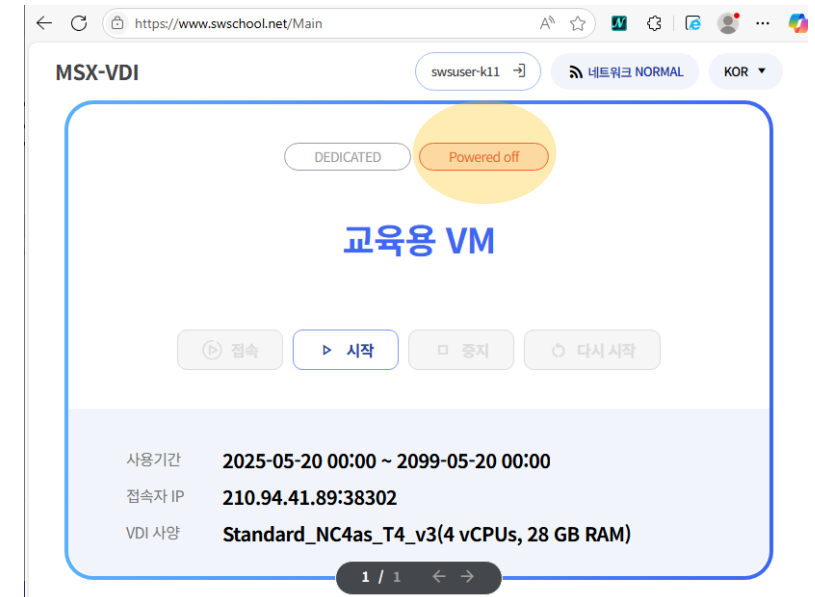 https://www.swschool.net/Main
MSX-VDI
swsuser-k11
네트워크 NORMAL
KOR
DEDICATED
Powered off
교육용 VM
접속
시작
중지
다시 시작
사용기간 2025-05-20 00:00 ~ 2099-05-20 00:00
접속자 IP 210.94.41.89:38302
VDI 사양 Standard_NC4as_T4_v3(4 vCPUs, 28 GB RAM)
1 / 1